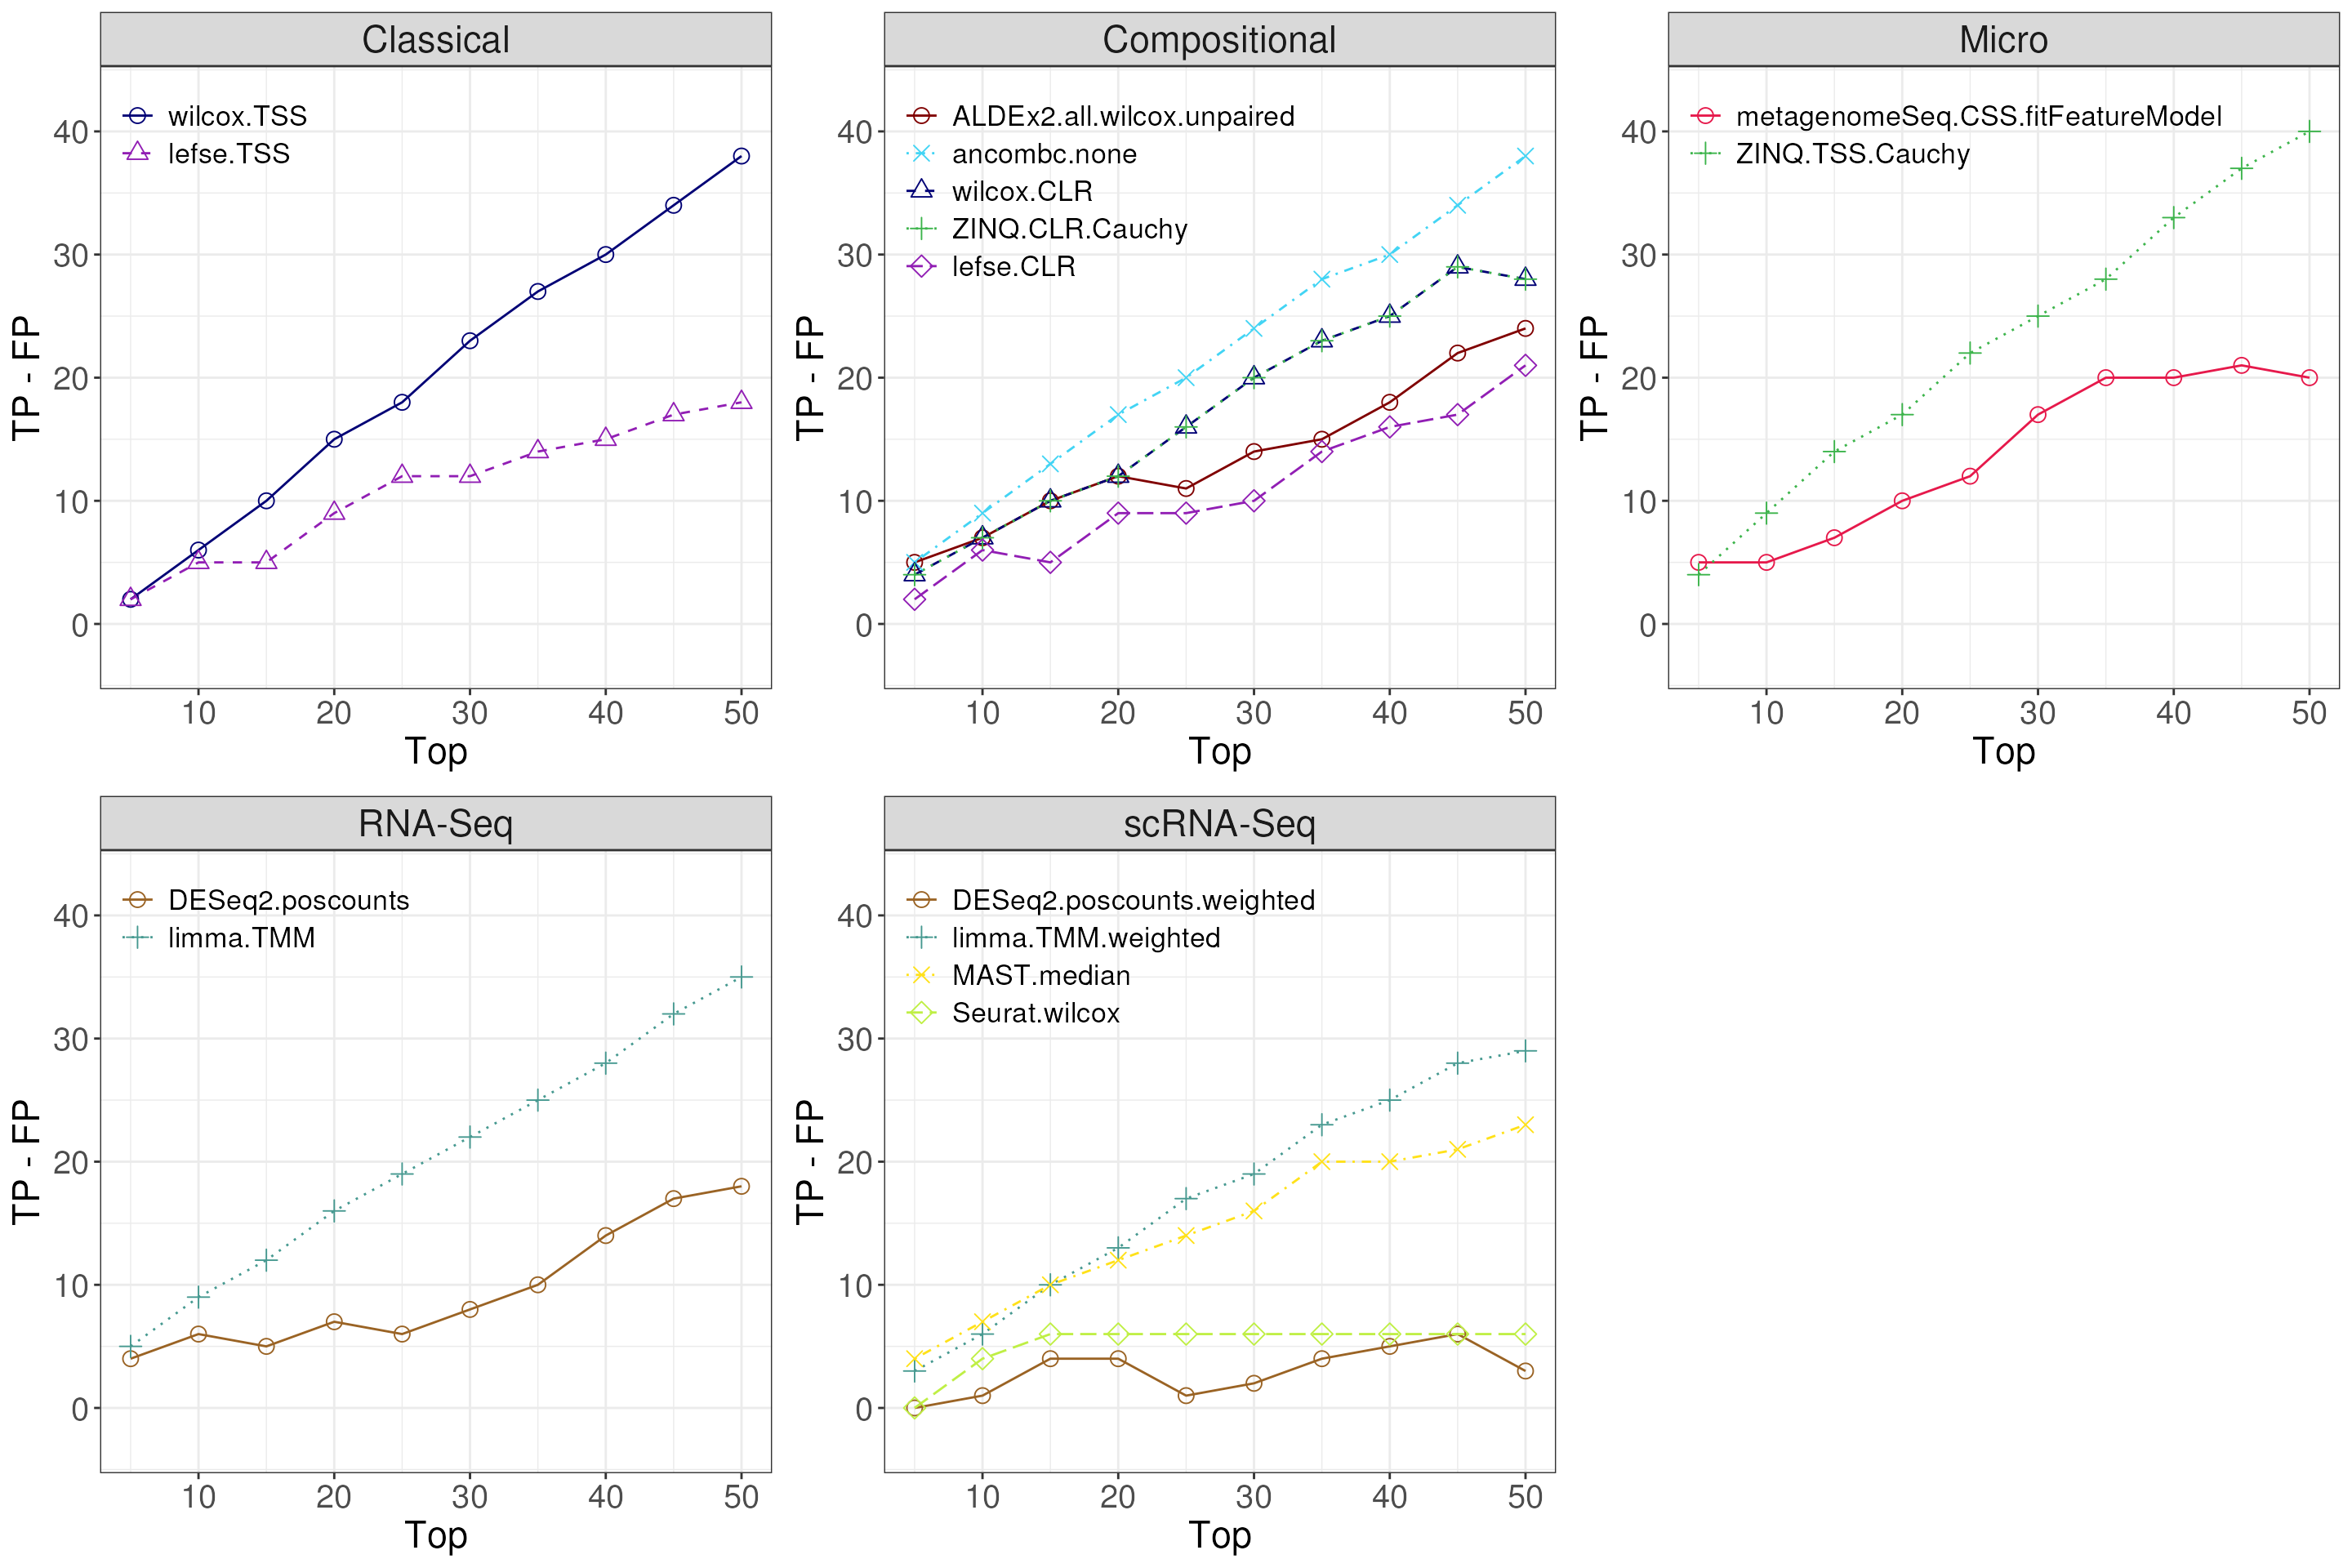 Classical
wilcox.TSS
lefse.TSS
40
30
20
10
0
TP - FP
10 20 30 40 50
Top
Compositional
ALDEx2.all.wilcox.unpaired
ancombc.none
wilcox.CLR
ZINQ.CLR.Cauchy
lefse.CLR
40
30
20
10
0
TP - FP
10 20 30 40 50
Top
Micro
metagenomeSeq.CSS.fitFeatureModel
ZINQ.TSS.Cauchy
40
30
20
10
0
TP - FP
10 20 30 40 50
Top
RNA-Seq
DESeq2.poscounts
limma.TMM
40
30
20
10
0
TP - FP
10 20 30 40 50
Top
scRNA-Seq
DESeq2.poscounts.weighted
limma.TMM.weighted
MAST.median
Seurat.wilcox
40
30
20
10
0
TP - FP
10 20 30 40 50
Top